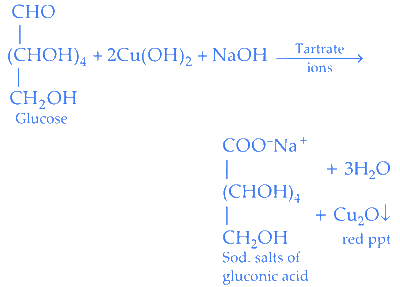 CHO
|
(CHOH)₄ + 2Cu(OH)₂ + NaOH Tartrate ions →
|
CH₂OH
Glucose
COO⁻Na⁺
| + 3H₂O
(CHOH)₄
| + Cu₂O↓
CH₂OH red ppt
Sod. salts of
gluconic acid